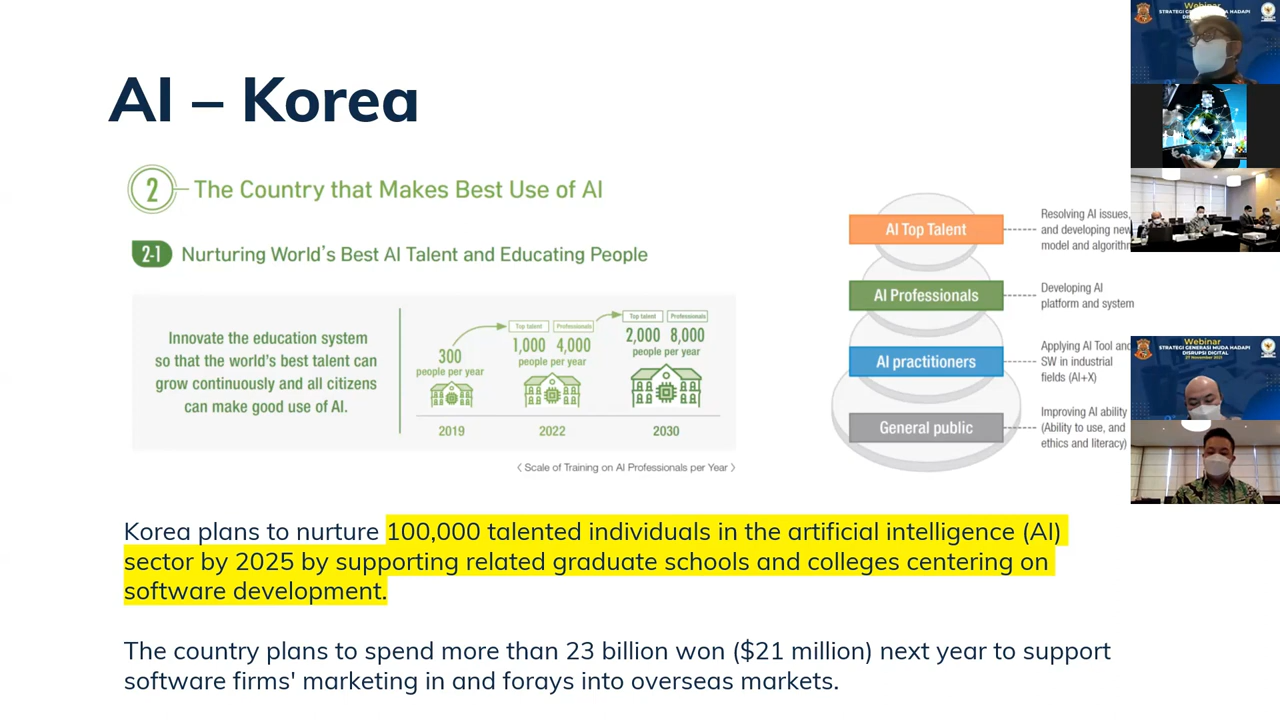 AI – Korea
2
The Country that Makes Best Use of AI
2-1
Nurturing World's Best AI Talent and Educating People
Innovate the education system
so that the world's best talent can
grow continuously and all citizens
can make good use of AI.
300
people per year
2019
Top talent Professionals
1,000 4,000
people per year
2022
Top talent Professionals
2,000 8,000
people per year
2030
〈 Scale of Training on AI Professionals per Year 〉
AI Top Talent
Resolving AI issues,
and developing new
model and algorithm
AI Professionals
Developing AI
platform and system
AI practitioners
Applying AI Tool and
SW in industrial
fields (AI+X)
General public
Improving AI ability
(Ability to use, and
ethics and literacy)
Korea plans to nurture 100,000 talented individuals in the artificial intelligence (AI)
sector by 2025 by supporting related graduate schools and colleges centering on
software development.
The country plans to spend more than 23 billion won ($21 million) next year to support
software firms' marketing in and forays into overseas markets.
Webinar
STRATEGI GENERASI MUDA HADAPI
Webinar
STRATEGI GENERASI MUDA HADAPI
DISRUPSI DIGITAL
27 November 2021